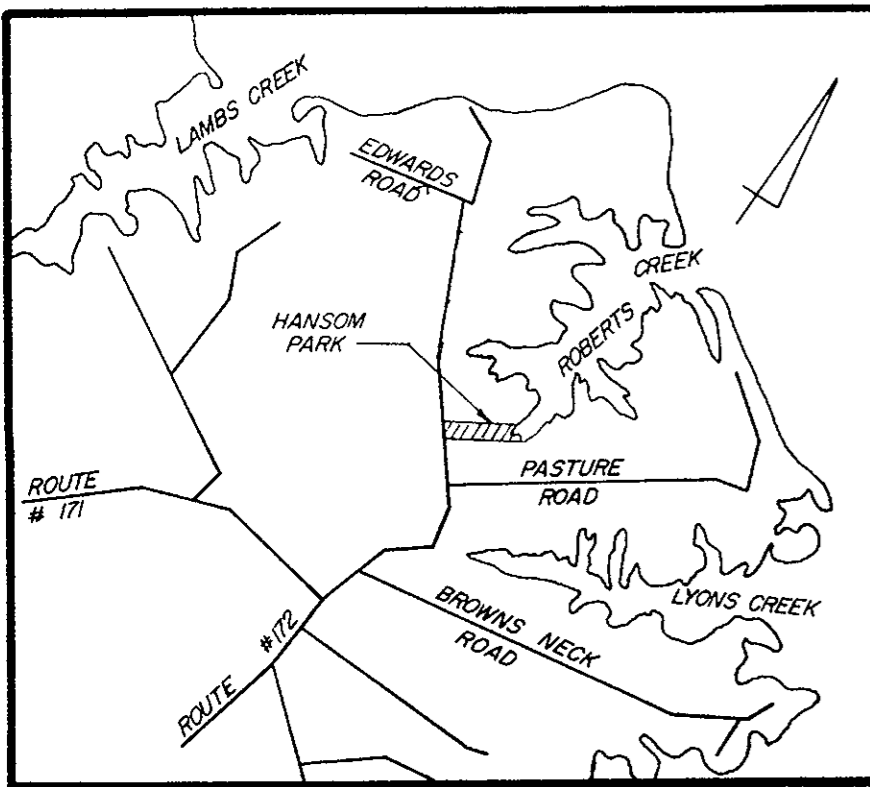 LAMBS CREEK
EDWARDS
ROAD
CREEK
ROBERTS
HANSOM
PARK
PASTURE
ROAD
ROUTE
# 171
LYONS CREEK
BROWNS NECK
ROAD
ROUTE #172